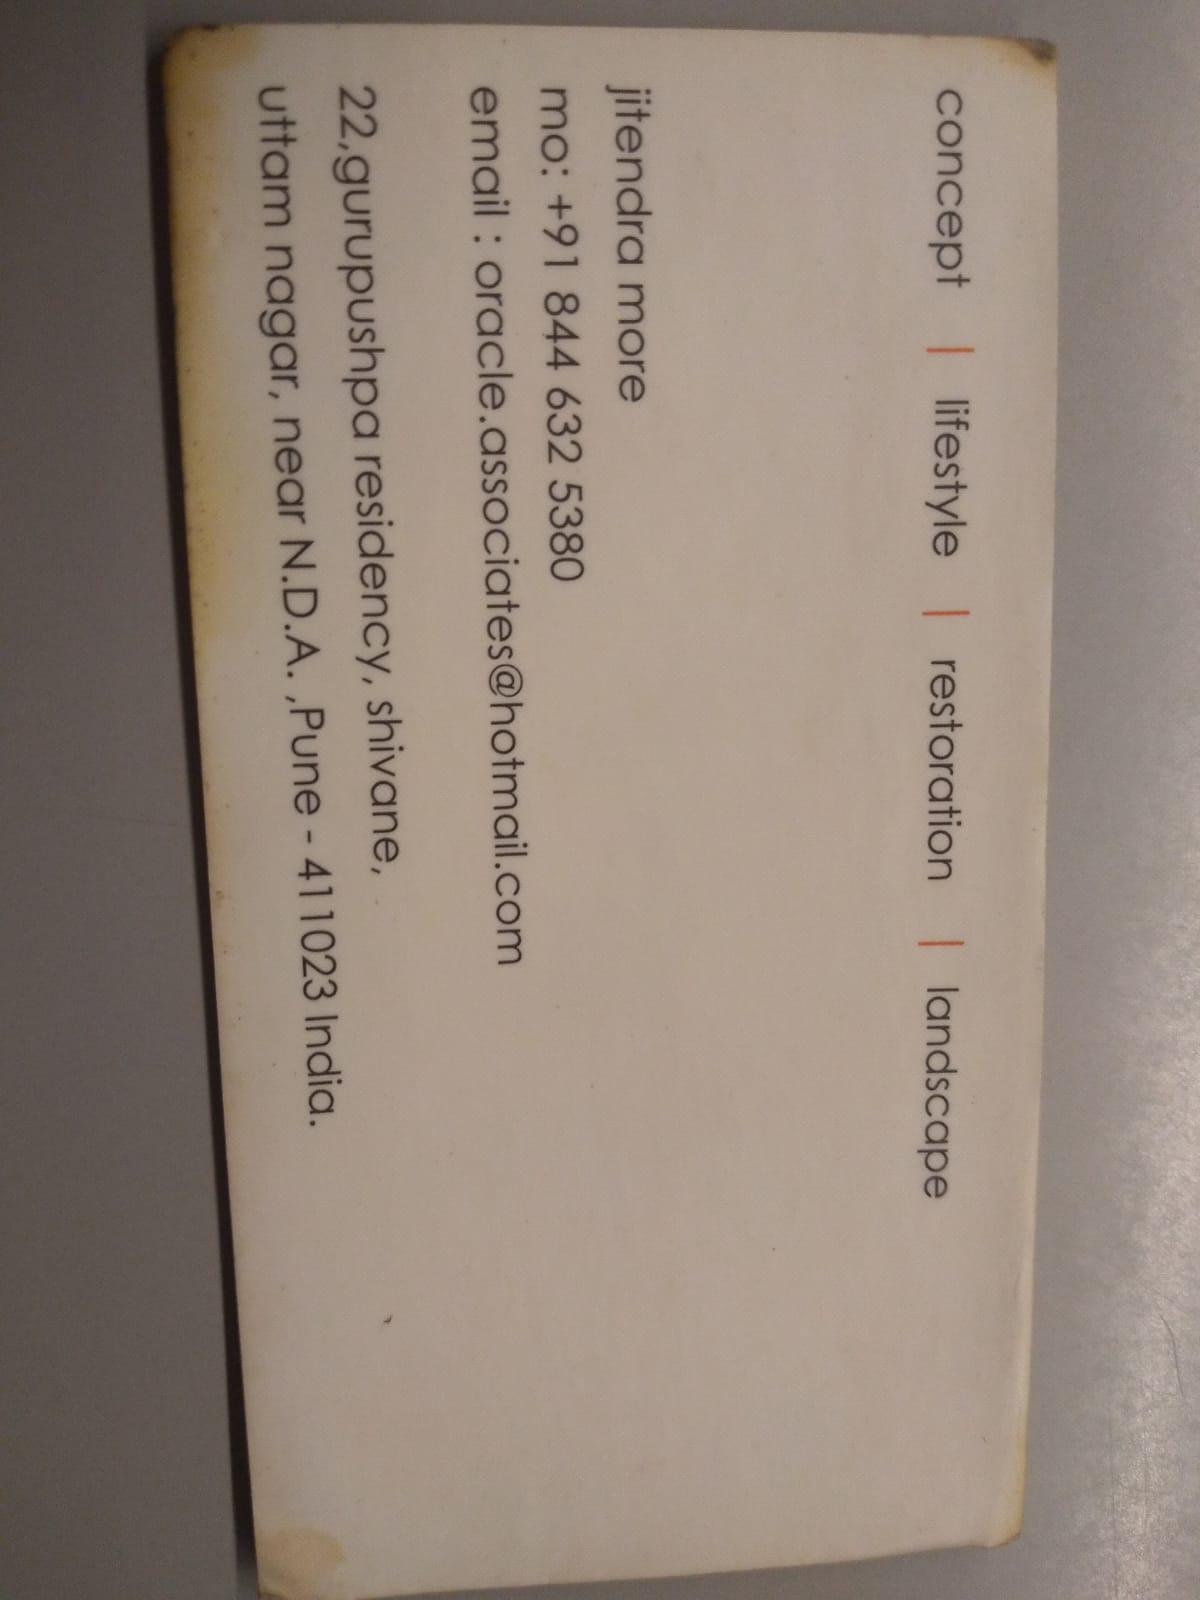 concept | lifestyle | restoration | landscape
jitendra more
mo: +91 844 632 5380
email : oracle.associates@hotmail.com
22,gurupushpa residency, shivane,
uttam nagar, near N.D.A. ,Pune - 411023 India.